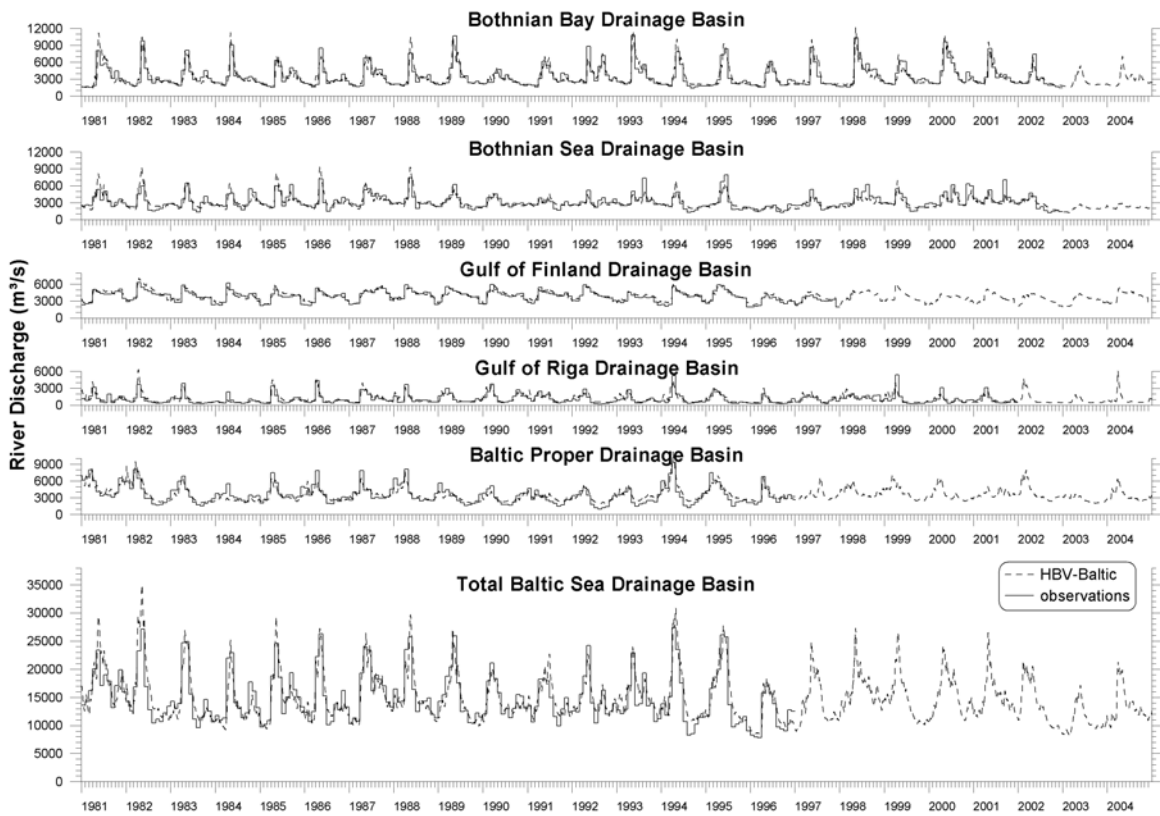 Bothnian Bay Drainage Basin
12000
9000
6000
3000
0
1981 1982 1983 1984 1985 1986 1987 1988 1989 1990 1991 1992 1993 1994 1995 1996 1997 1998 1999 2000 2001 2002 2003 2004
Bothnian Sea Drainage Basin
12000
9000
6000
3000
0
1981 1982 1983 1984 1985 1986 1987 1988 1989 1990 1991 1992 1993 1994 1995 1996 1997 1998 1999 2000 2001 2002 2003 2004
Gulf of Finland Drainage Basin
6000
3000
0
1981 1982 1983 1984 1985 1986 1987 1988 1989 1990 1991 1992 1993 1994 1995 1996 1997 1998 1999 2000 2001 2002 2003 2004
River Discharge (m³/s)
Gulf of Riga Drainage Basin
6000
3000
0
1981 1982 1983 1984 1985 1986 1987 1988 1989 1990 1991 1992 1993 1994 1995 1996 1997 1998 1999 2000 2001 2002 2003 2004
Baltic Proper Drainage Basin
9000
6000
3000
0
1981 1982 1983 1984 1985 1986 1987 1988 1989 1990 1991 1992 1993 1994 1995 1996 1997 1998 1999 2000 2001 2002 2003 2004
Total Baltic Sea Drainage Basin
HBV-Baltic
observations
35000
30000
25000
20000
15000
10000
5000
0
1981 1982 1983 1984 1985 1986 1987 1988 1989 1990 1991 1992 1993 1994 1995 1996 1997 1998 1999 2000 2001 2002 2003 2004